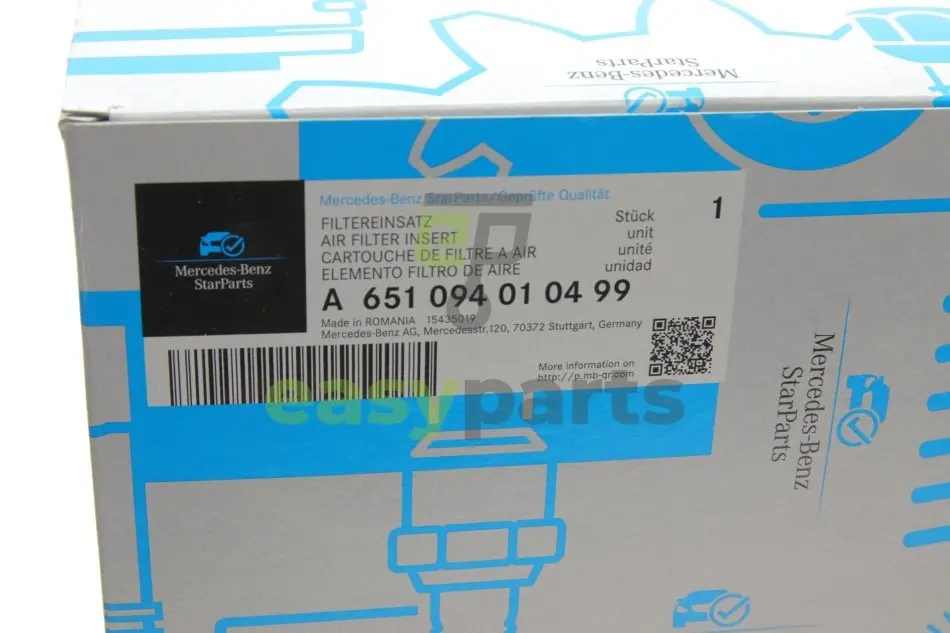 Mercedes-Benz
StarParts
Mercedes-Benz
StarParts
Mercedes-Benz StarParts/Geprüfte Qualität
FILTEREINSATZ
AIR FILTER INSERT
CARTOUCHE DE FILTRE A AIR
ELEMENTO FILTRO DE AIRE
Stück
unit
unité
unidad
1
A 651 094 01 04 99
Made in ROMANIA 15435019
Mercedes-Benz AG, Mercedesstr.120, 70372 Stuttgart, Germany
More information on
http://p.mb-qr.com
easyparts
Mercedes-Benz
StarParts